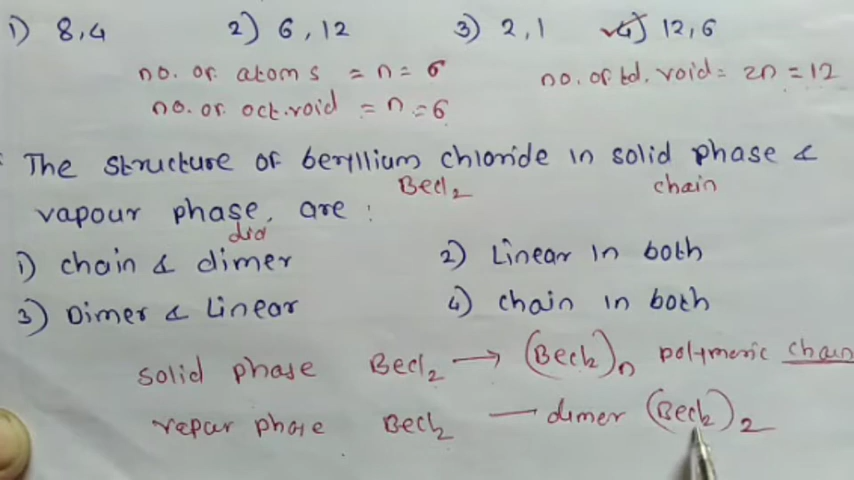 1) 8,4 2) 6,12 3) 2,1 4) 12,6
no. of atoms = n = 6 no. of td. void = 2n = 12
no. of oct. void = n = 6
The structure of beryllium chloride in solid phase &
BeCl2 chain
vapour phase, are :
1) chain & dimer 2) Linear in both
3) Dimer & Linear 4) chain in both
solid phase BeCl2 → (BeCl2)n polymeric chain
vepur phase BeCl2 — dimer (BeCl2)2